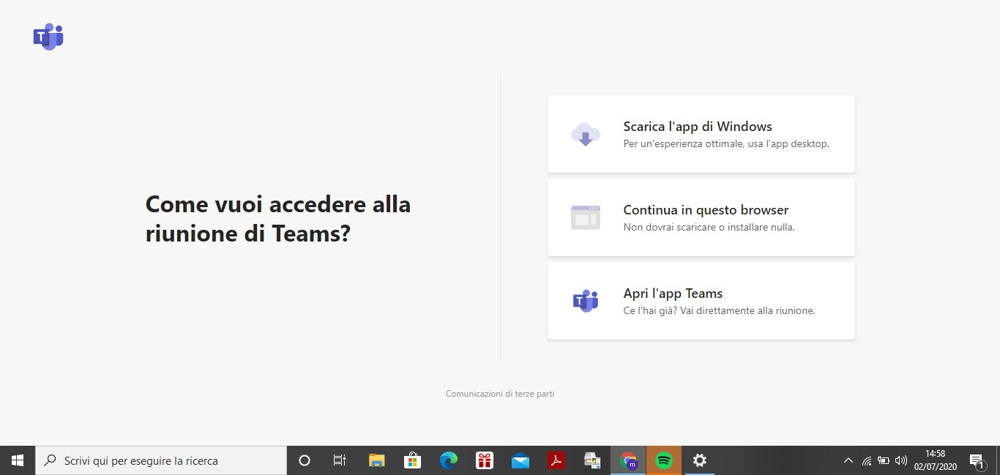 T
Come vuoi accedere alla
riunione di Teams?
Scarica l'app di Windows
Per un'esperienza ottimale, usa l'app desktop.
Continua in questo browser
Non dovrai scaricare o installare nulla.
T
Apri l'app Teams
Ce l'hai già? Vai direttamente alla riunione.
Comunicazioni di terze parti
Scrivi qui per eseguire la ricerca
m
14:58
02/07/2020
1